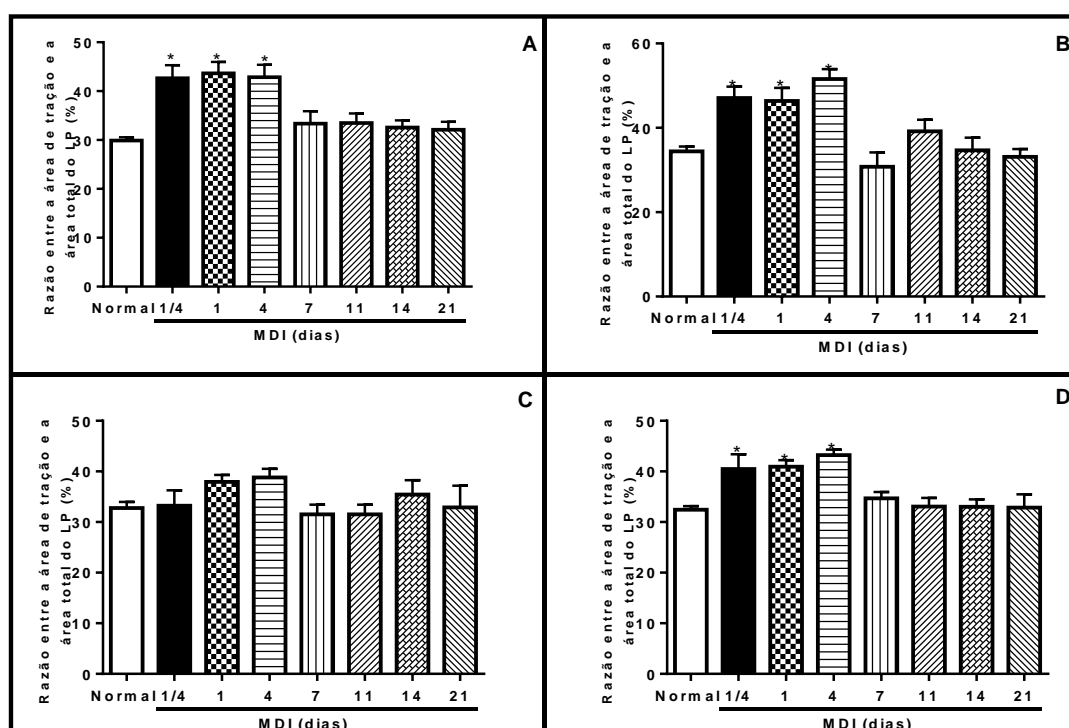 A
Razão entre a área de tração e a
área total do LP (%)
50
40
30
20
10
0
* * *
Normal 1/4 1 4 7 11 14 21
MDI (dias)
B
Razão entre a área de tração e a
área total do LP (%)
60
40
20
0
* * *
Normal 1/4 1 4 7 11 14 21
MDI (dias)
C
Razão entre a área de tração e a
área total do LP (%)
50
40
30
20
10
0
Normal 1/4 1 4 7 11 14 21
MDI (dias)
D
Razão entre a área de tração e a
área total do LP (%)
50
40
30
20
10
0
* * *
Normal 1/4 1 4 7 11 14 21
MDI (dias)